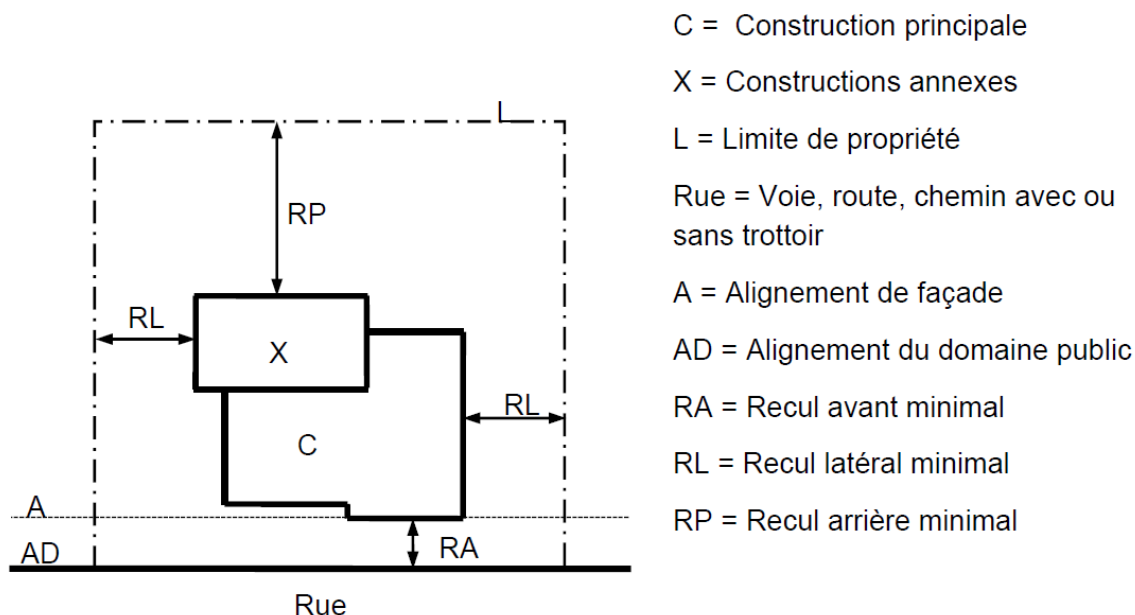 L
RP
RL
X
RL
C
A
AD
RA
Rue
C = Construction principale
X = Constructions annexes
L = Limite de propriété
Rue = Voie, route, chemin avec ou
sans trottoir
A = Alignement de façade
AD = Alignement du domaine public
RA = Recul avant minimal
RL = Recul latéral minimal
RP = Recul arrière minimal